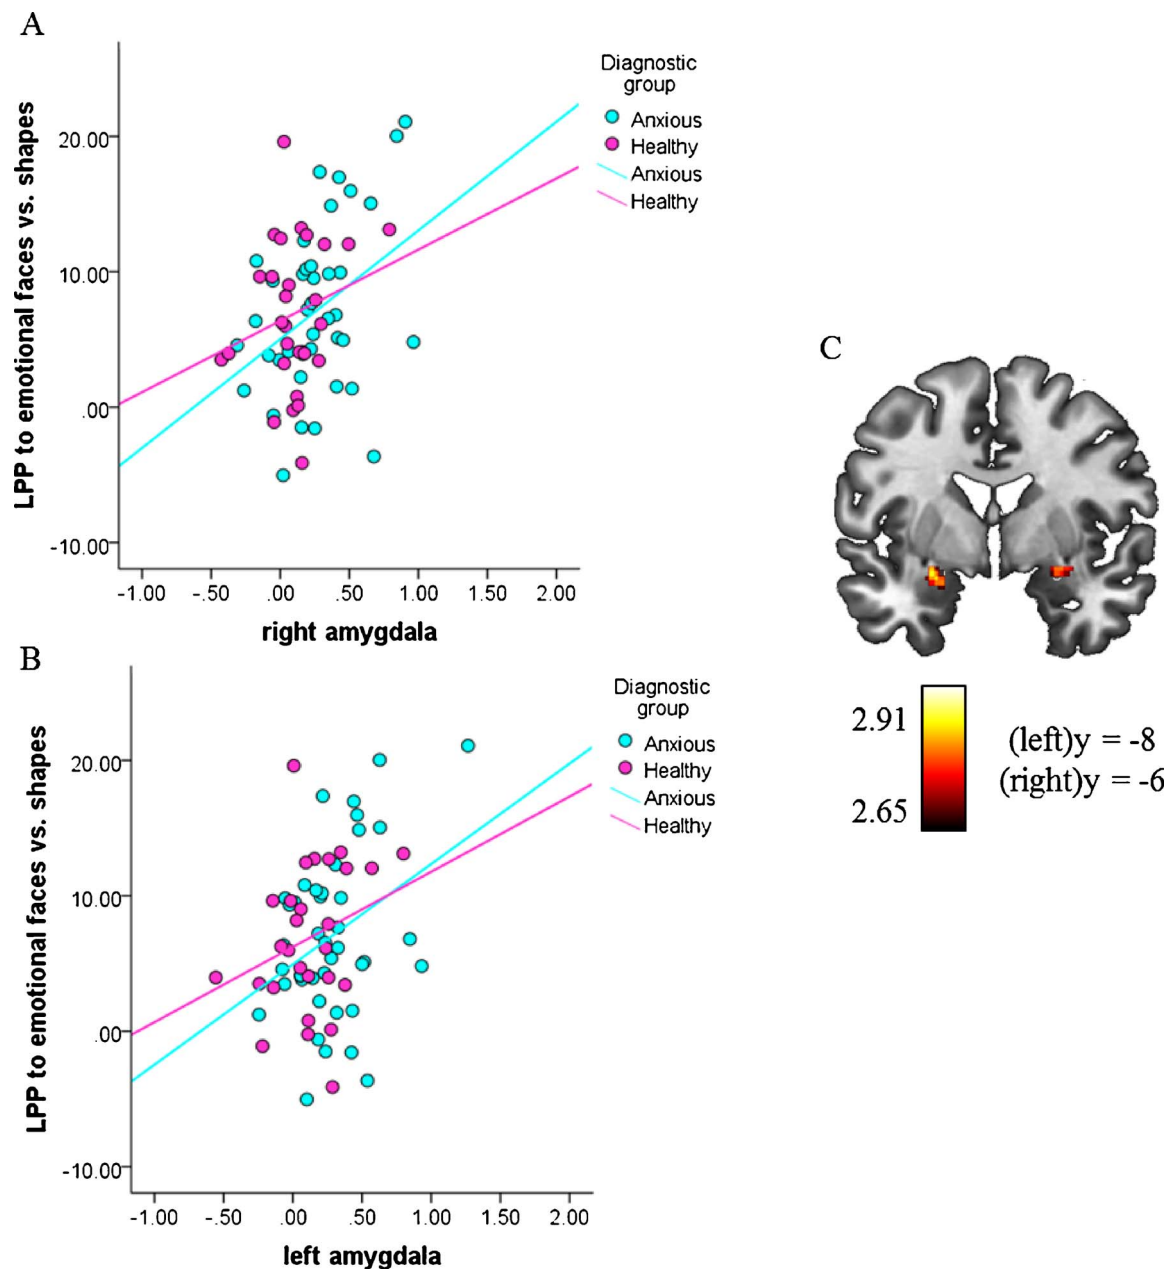 A
LPP to emotional faces vs. shapes
20.00
10.00
.00
-10.00
-1.00 -.50 .00 .50 1.00 1.50 2.00
right amygdala
Diagnostic
group
Anxious
Healthy
Anxious
Healthy
B
LPP to emotional faces vs. shapes
20.00
10.00
.00
-10.00
-1.00 -.50 .00 .50 1.00 1.50 2.00
left amygdala
Diagnostic
group
Anxious
Healthy
Anxious
Healthy
C
2.91
2.65
(left)y = -8
(right)y = -6